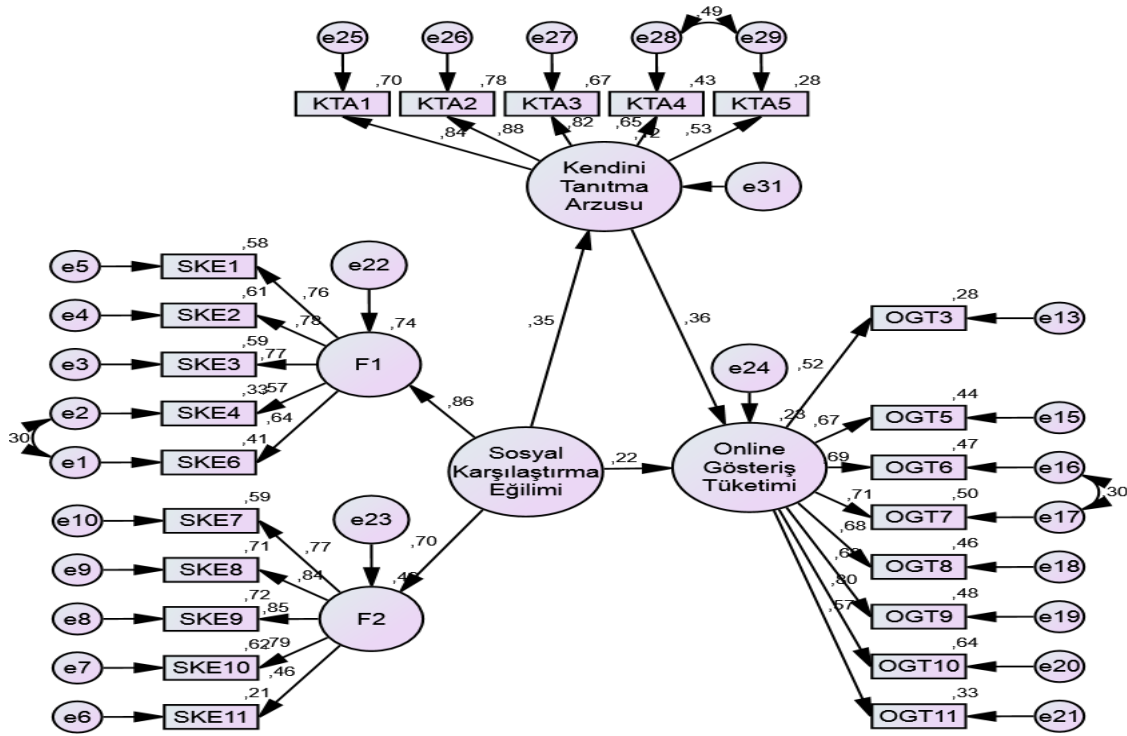 ,49
e25 e26 e27 e28 e29
,70 ,78 ,67 ,43 ,28
KTA1 KTA2 KTA3 KTA4 KTA5
,84 ,88 ,82 ,65 ,53
Kendini
Tanıtma
Arzusu
e31
,58
e5 SKE1
e22
,61 ,76
e4 SKE2
,78 ,74
,59
e3 SKE3 ,77 F1
,33 ,57
e2 SKE4
,64
30
,41
e1 SKE6
,86
,35
,36
,28
OGT3 e13
,52
e24
,44
OGT5 e15
,67
Sosyal
Karşılaştırma
Eğilimi
,22
Online
Gösteriş
Tüketimi
,47
69 OGT6 e16
,30
,50
,71 OGT7 e17
,46
,68 OGT8 e18
,48
OGT9 e19
,80
,64
,57 OGT10 e20
,33
OGT11 e21
,59
e10 SKE7
e23
,70
,71 ,77
e9 SKE8
,84
,72
e8 SKE9 ,85 F2
,62 ,79
e7 SKE10
,46
,21
e6 SKE11